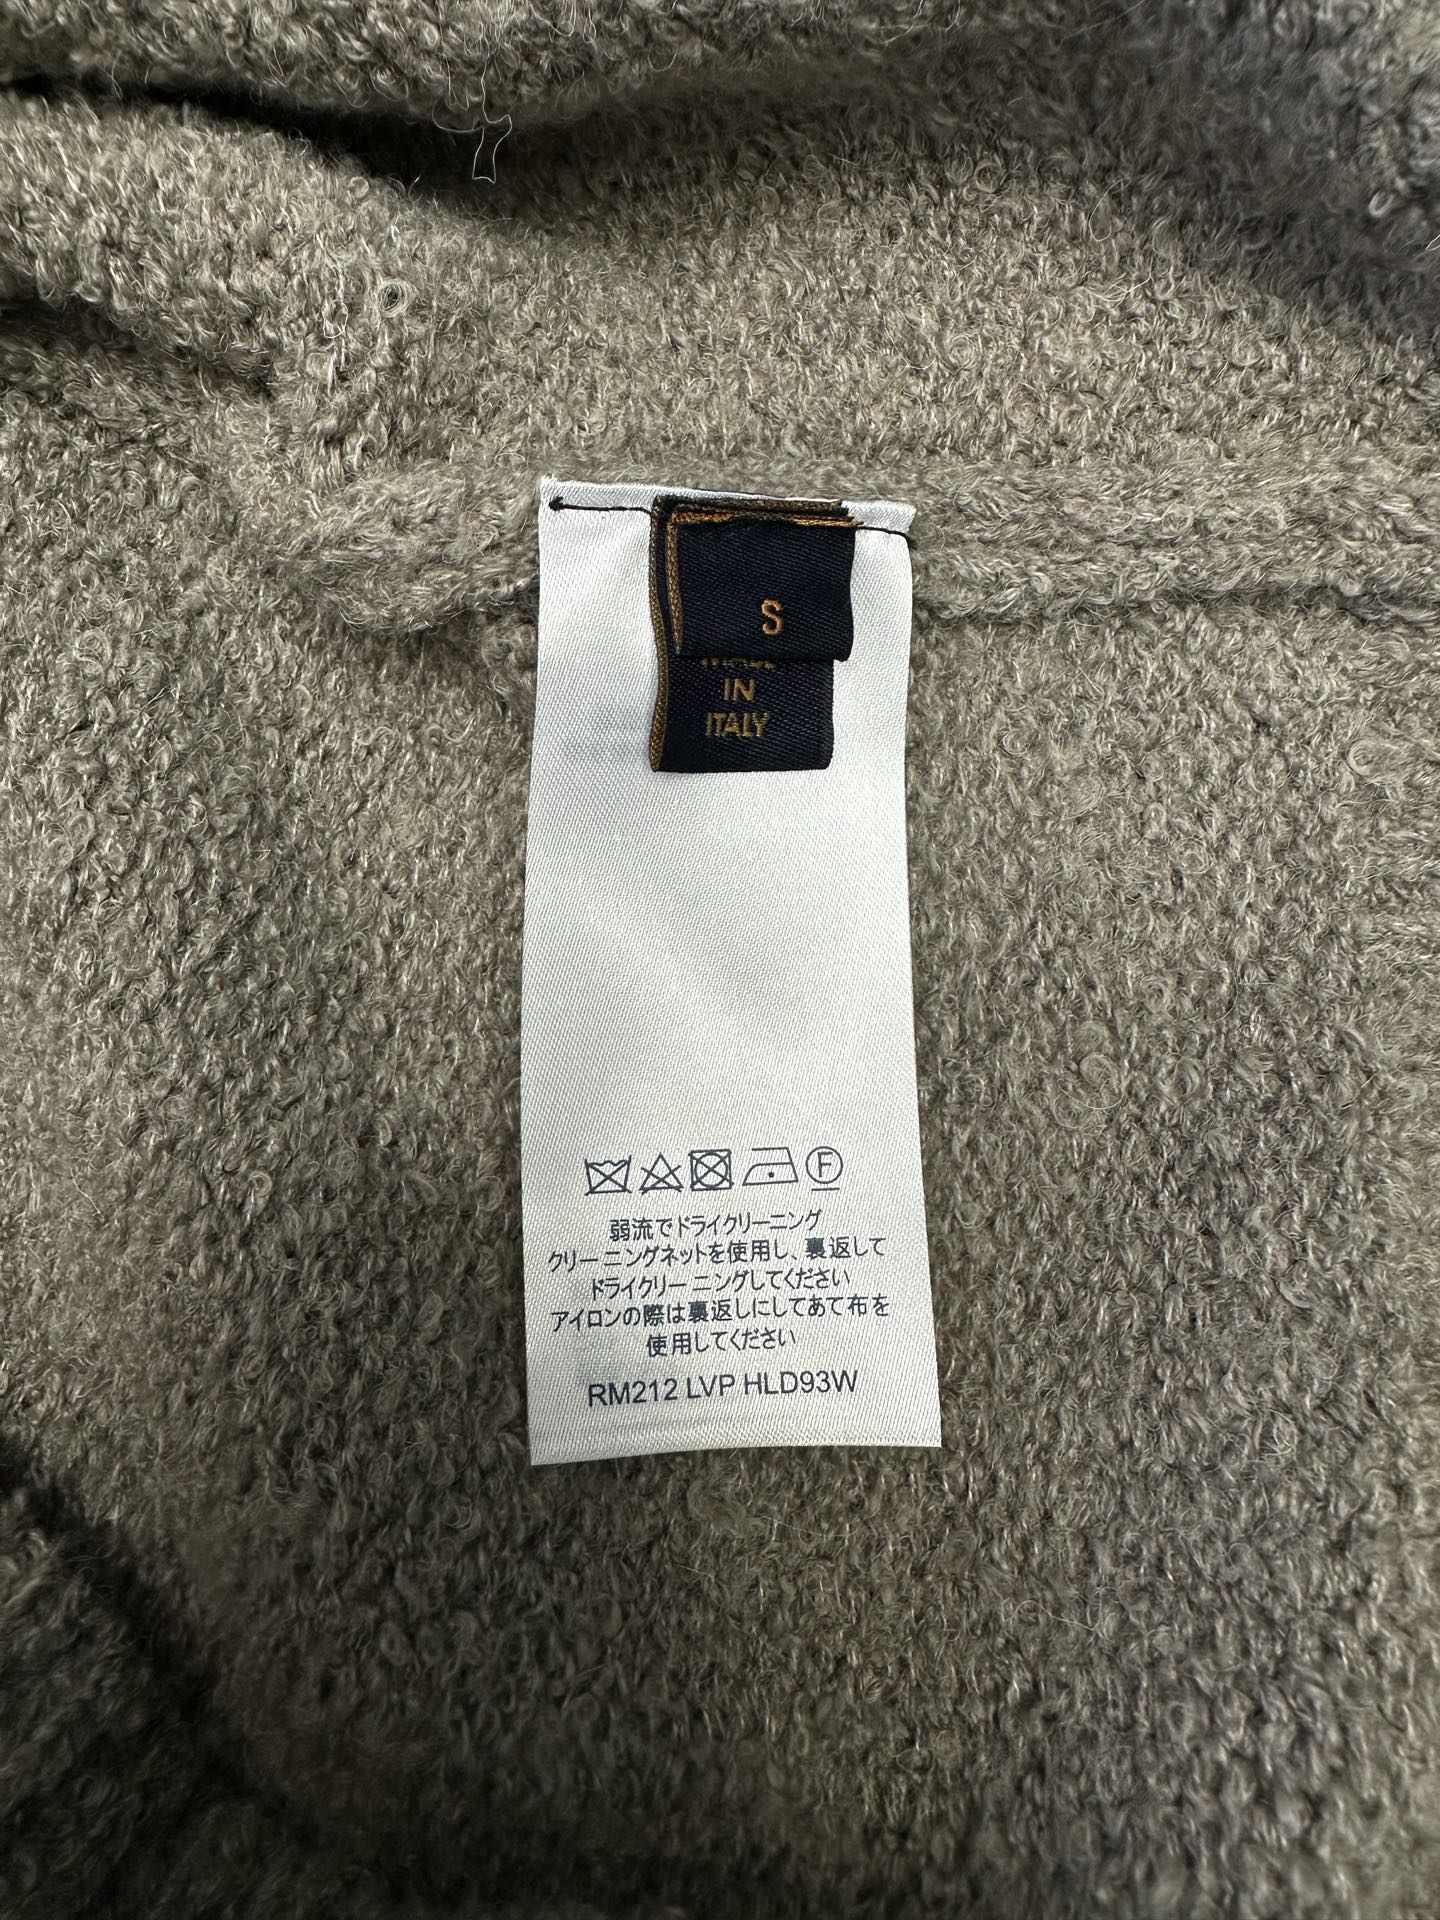 S
MADE
IN
ITALY
F
弱流でドライクリーニング
クリーニングネットを使用し、裏返して
ドライクリーニングしてください
アイロンの際は裏返しにしてあて布を
使用してください
RM212 LVP HLD93W